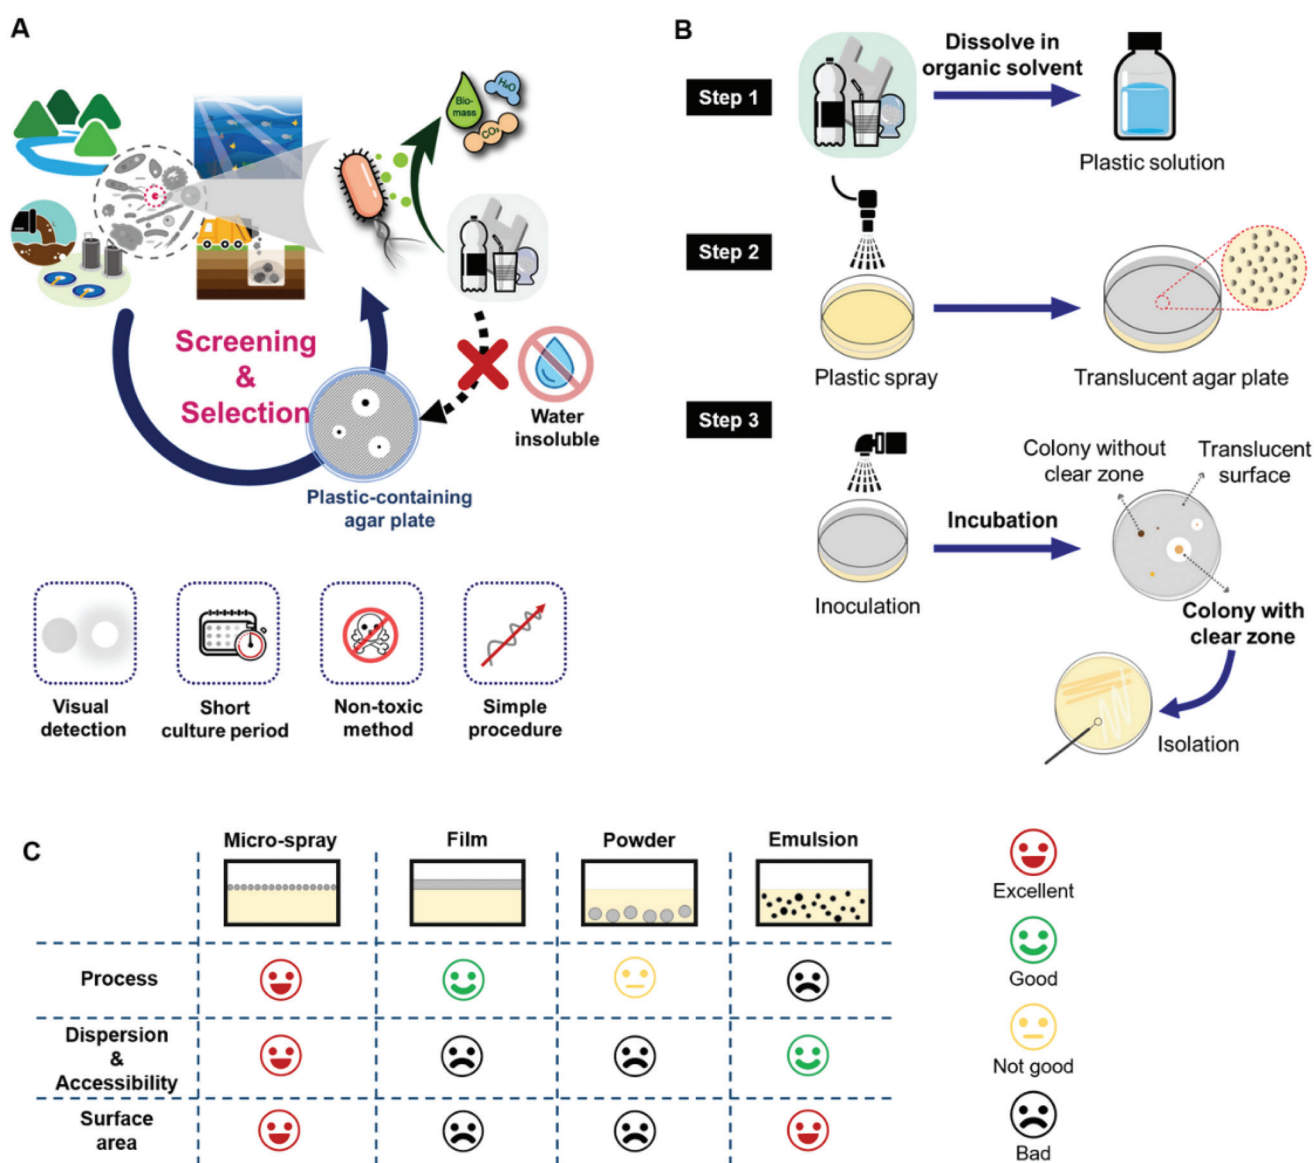 A
Bio-
mass
H₂O
CO₂
Screening
&
Selection
Water
insoluble
Plastic-containing
agar plate
Visual
detection
Short
culture period
Non-toxic
method
Simple
procedure
B
Step 1
Dissolve in
organic solvent
Plastic solution
Step 2
Plastic spray
Translucent agar plate
Step 3
Inoculation
Incubation
Colony without
clear zone
Translucent
surface
Colony with
clear zone
Isolation
C
Micro-spray
Film
Powder
Emulsion
Process
Dispersion
&
Accessibility
Surface
area
Excellent
Good
Not good
Bad